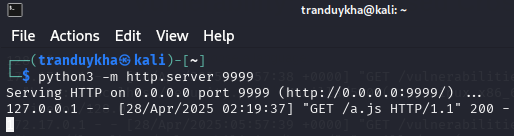 tranduykha@kali: ~
File Actions Edit View Help
(tranduykha㉿kali)-[~]
$ python3 -m http.server 9999
Serving HTTP on 0.0.0.0 port 9999 (http://0.0.0.0:9999/) ...
127.0.0.1 - - [28/Apr/2025 02:19:37] "GET /a.js HTTP/1.1" 200 -